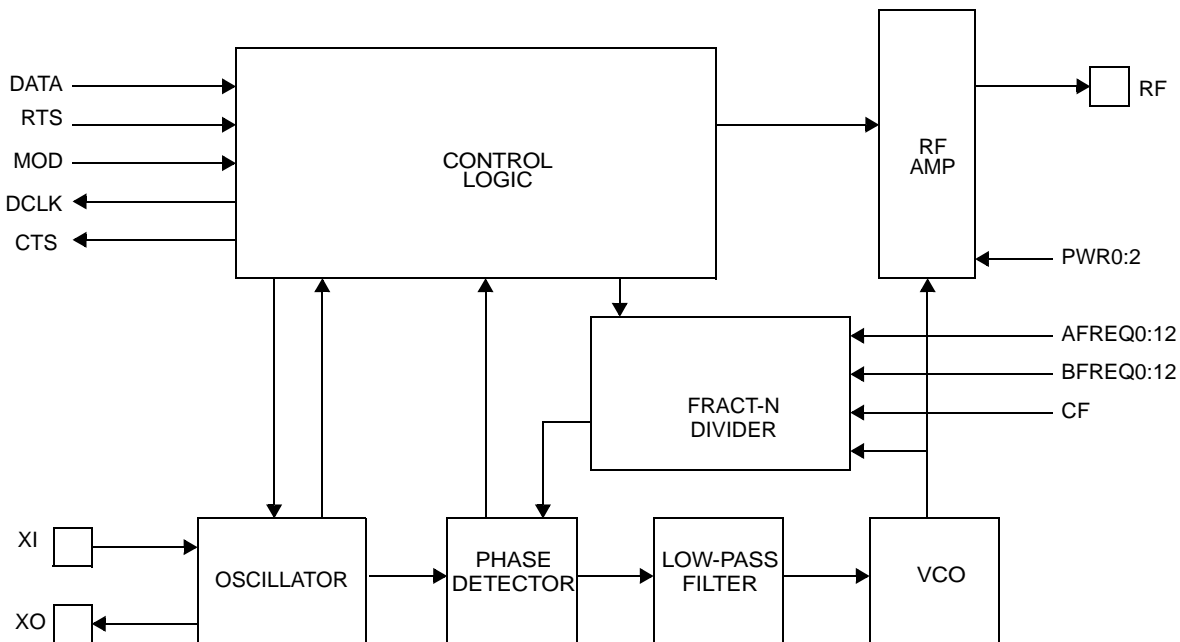 DATA
RTS
MOD
DCLK
CTS
CONTROL
LOGIC
RF
AMP
RF
PWR0:2
AFREQ0:12
BFREQ0:12
CF
FRACT-N
DIVIDER
XI
XO
OSCILLATOR
PHASE
DETECTOR
LOW-PASS
FILTER
VCO